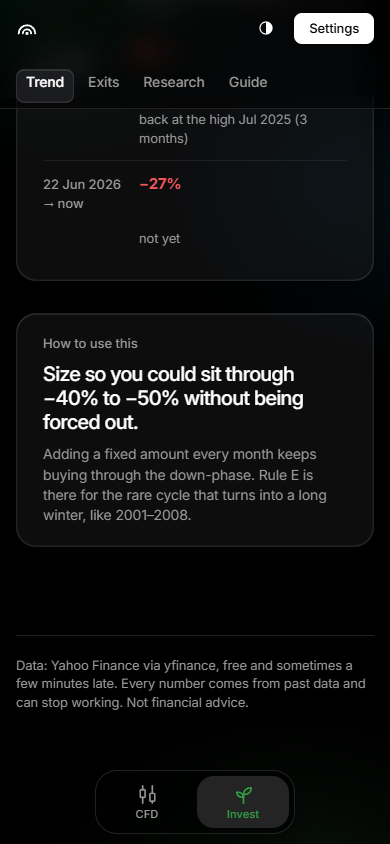 Settings
Trend
Exits
Research
Guide
back at the high Jul 2025 (3
months)
22 Jun 2026
→ now
−27%
not yet
How to use this
Size so you could sit through
−40% to −50% without being
forced out.
Adding a fixed amount every month keeps
buying through the down-phase. Rule E is
there for the rare cycle that turns into a long
winter, like 2001–2008.
Data: Yahoo Finance via yfinance, free and sometimes a
few minutes late. Every number comes from past data and
can stop working. Not financial advice.
CFD
Invest